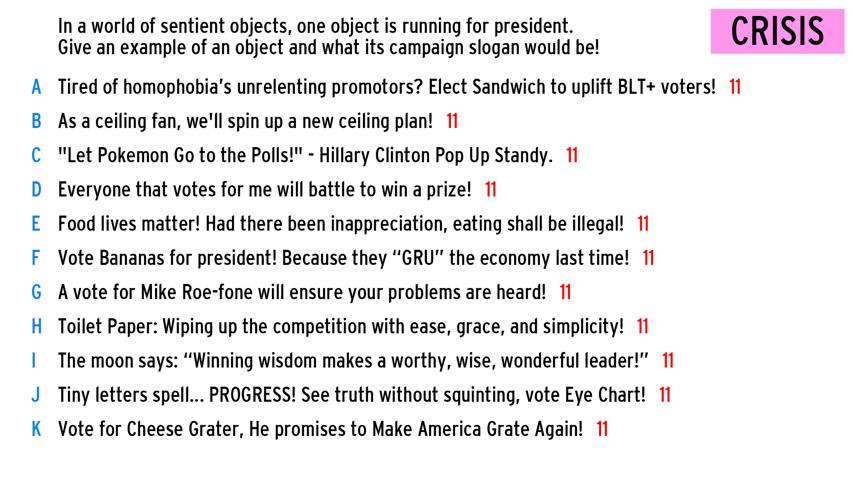 In a world of sentient objects, one object is running for president.
Give an example of an object and what its campaign slogan would be!
CRISIS
A Tired of homophobia's unrelenting promotors? Elect Sandwich to uplift BLT+ voters! 11
B As a ceiling fan, we'll spin up a new ceiling plan! 11
C "Let Pokemon Go to the Polls!" - Hillary Clinton Pop Up Standy. 11
D Everyone that votes for me will battle to win a prize! 11
E Food lives matter! Had there been inappreciation, eating shall be illegal! 11
F Vote Bananas for president! Because they “GRU” the economy last time! 11
G A vote for Mike Roe-fone will ensure your problems are heard! 11
H Toilet Paper: Wiping up the competition with ease, grace, and simplicity! 11
I The moon says: “Winning wisdom makes a worthy, wise, wonderful leader!” 11
J Tiny letters spell... PROGRESS! See truth without squinting, vote Eye Chart! 11
K Vote for Cheese Grater, He promises to Make America Grate Again! 11